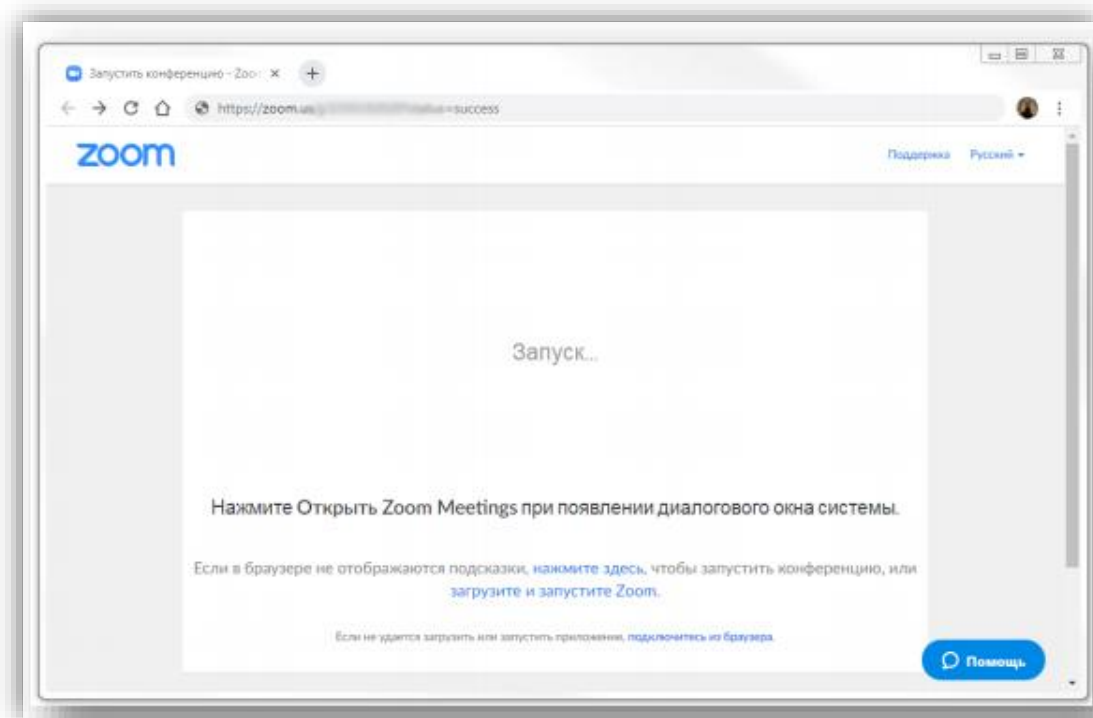 Запустить конференцию - Zoo
https://zoom.us =success
zoom
Поддержка Русский
Запуск...
Нажмите Открыть Zoom Meetings при появлении диалогового окна системы.
Если в браузере не отображаются подсказки, нажмите здесь, чтобы запустить конференцию, или
загрузите и запустите Zoom.
Если не удается загрузить или запустить приложение, подключитесь из браузера.
Помощь